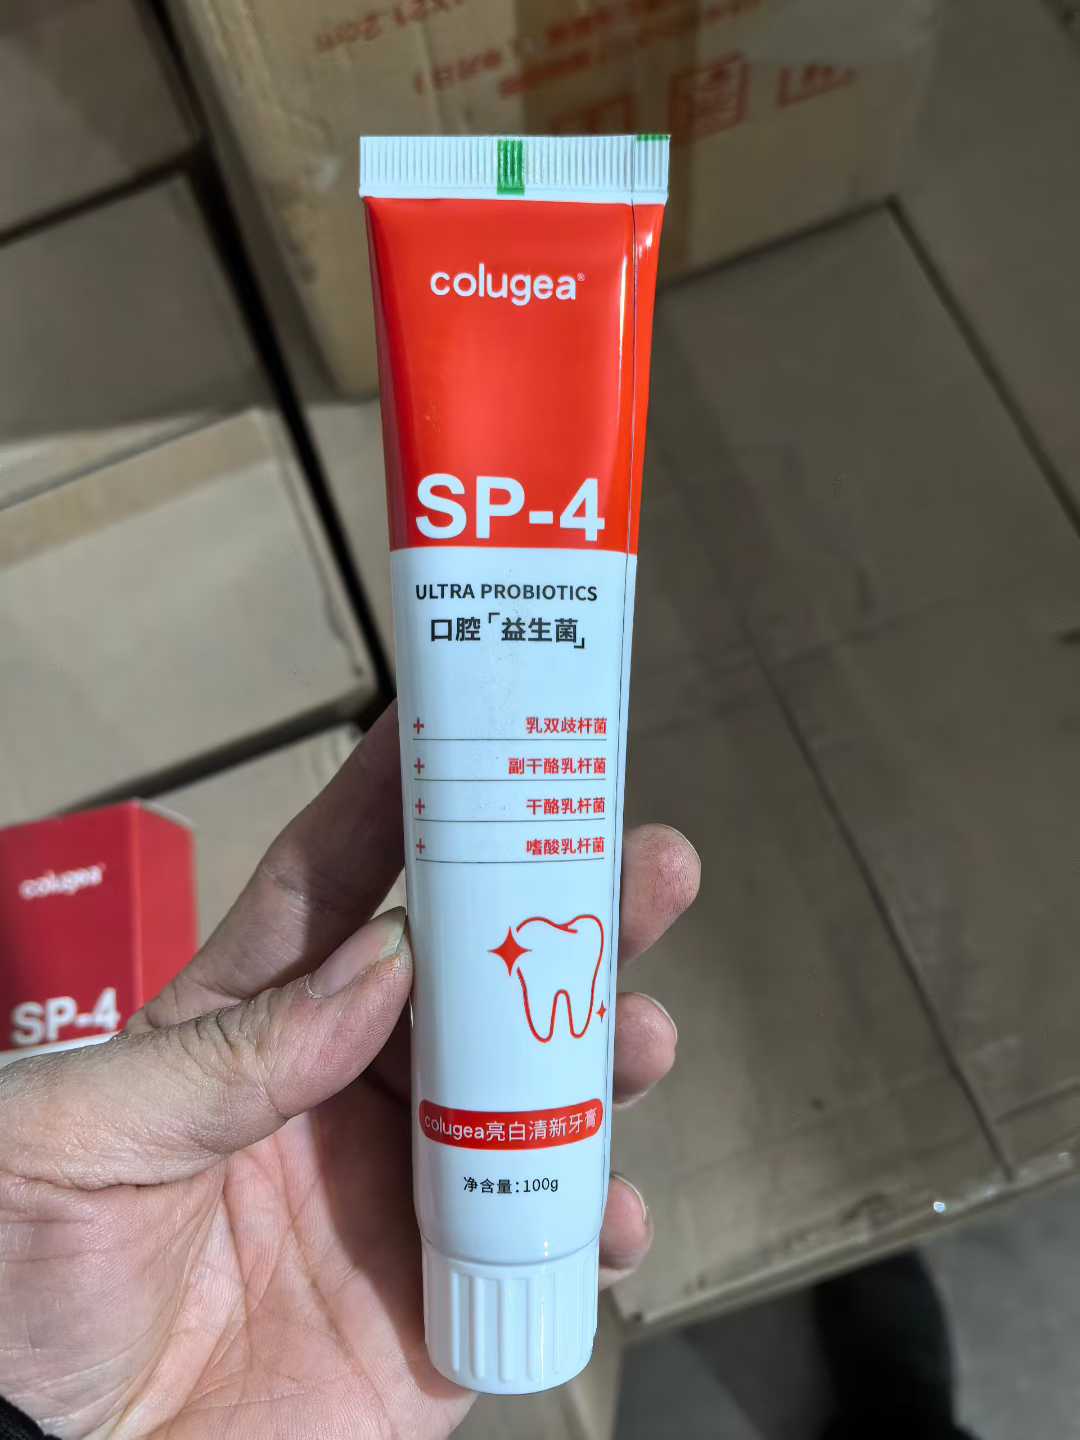 colugea®
SP-4
ULTRA PROBIOTICS
口腔「益生菌」
+ 乳双歧杆菌
+ 副干酪乳杆菌
+ 干酪乳杆菌
+ 嗜酸乳杆菌
colugea亮白清新牙膏
净含量:100g
colugea
SP-4